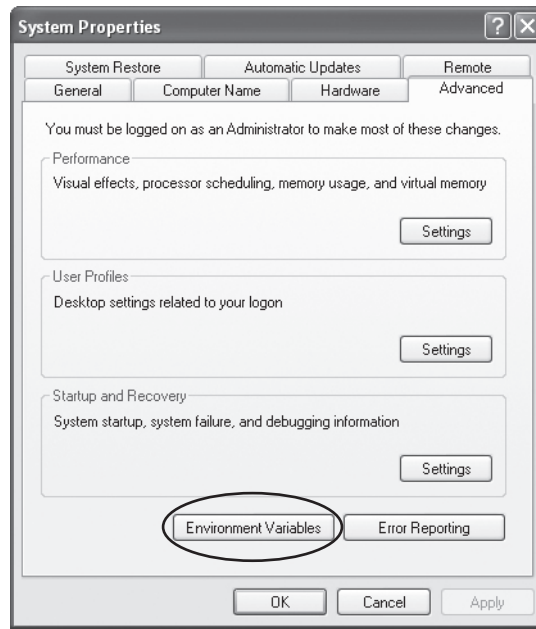 System Properties ? X
System Restore Automatic Updates Remote
General Computer Name Hardware Advanced
You must be logged on as an Administrator to make most of these changes.
Performance
Visual effects, processor scheduling, memory usage, and virtual memory
Settings
User Profiles
Desktop settings related to your logon
Settings
Startup and Recovery
System startup, system failure, and debugging information
Settings
Environment Variables Error Reporting
OK Cancel Apply